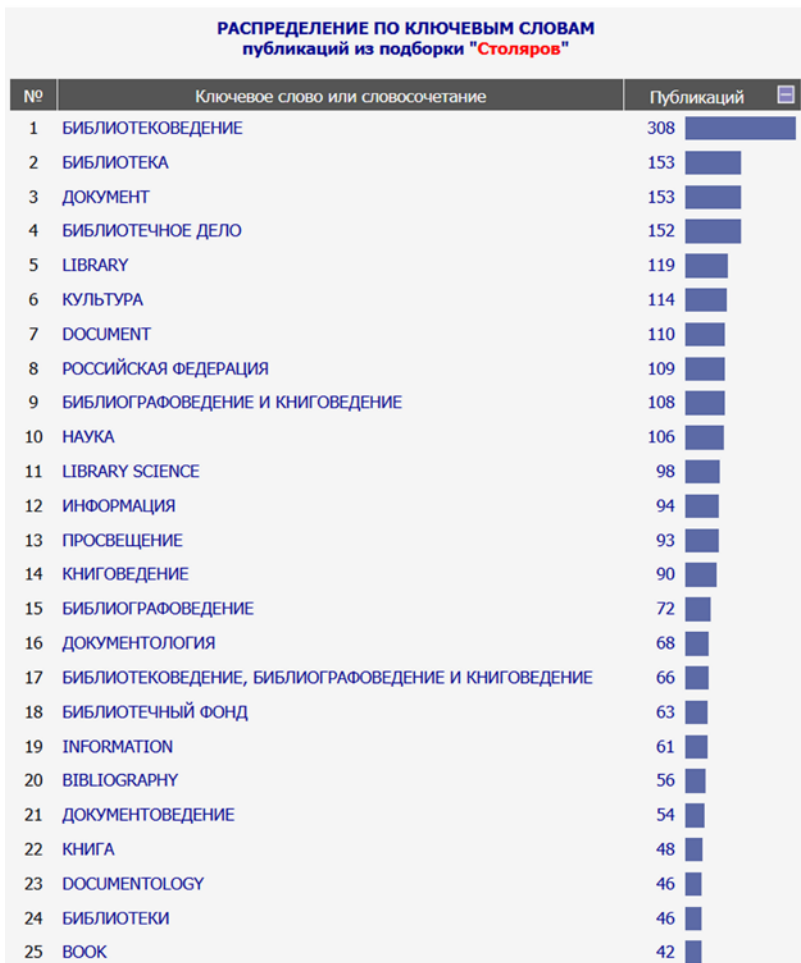 РАСПРЕДЕЛЕНИЕ ПО КЛЮЧЕВЫМ СЛОВАМ
публикаций из подборки "Столяров"
№ Ключевое слово или словосочетание Публикаций
1 БИБЛИОТЕКОВЕДЕНИЕ 308
2 БИБЛИОТЕКА 153
3 ДОКУМЕНТ 153
4 БИБЛИОТЕЧНОЕ ДЕЛО 152
5 LIBRARY 119
6 КУЛЬТУРА 114
7 DOCUMENT 110
8 РОССИЙСКАЯ ФЕДЕРАЦИЯ 109
9 БИБЛИОГРАФОВЕДЕНИЕ И КНИГОВЕДЕНИЕ 108
10 НАУКА 106
11 LIBRARY SCIENCE 98
12 ИНФОРМАЦИЯ 94
13 ПРОСВЕЩЕНИЕ 93
14 КНИГОВЕДЕНИЕ 90
15 БИБЛИОГРАФОВЕДЕНИЕ 72
16 ДОКУМЕНТОЛОГИЯ 68
17 БИБЛИОТЕКОВЕДЕНИЕ, БИБЛИОГРАФОВЕДЕНИЕ И КНИГОВЕДЕНИЕ 66
18 БИБЛИОТЕЧНЫЙ ФОНД 63
19 INFORMATION 61
20 BIBLIOGRAPHY 56
21 ДОКУМЕНТОВЕДЕНИЕ 54
22 КНИГА 48
23 DOCUMENTOLOGY 46
24 БИБЛИОТЕКИ 46
25 BOOK 42